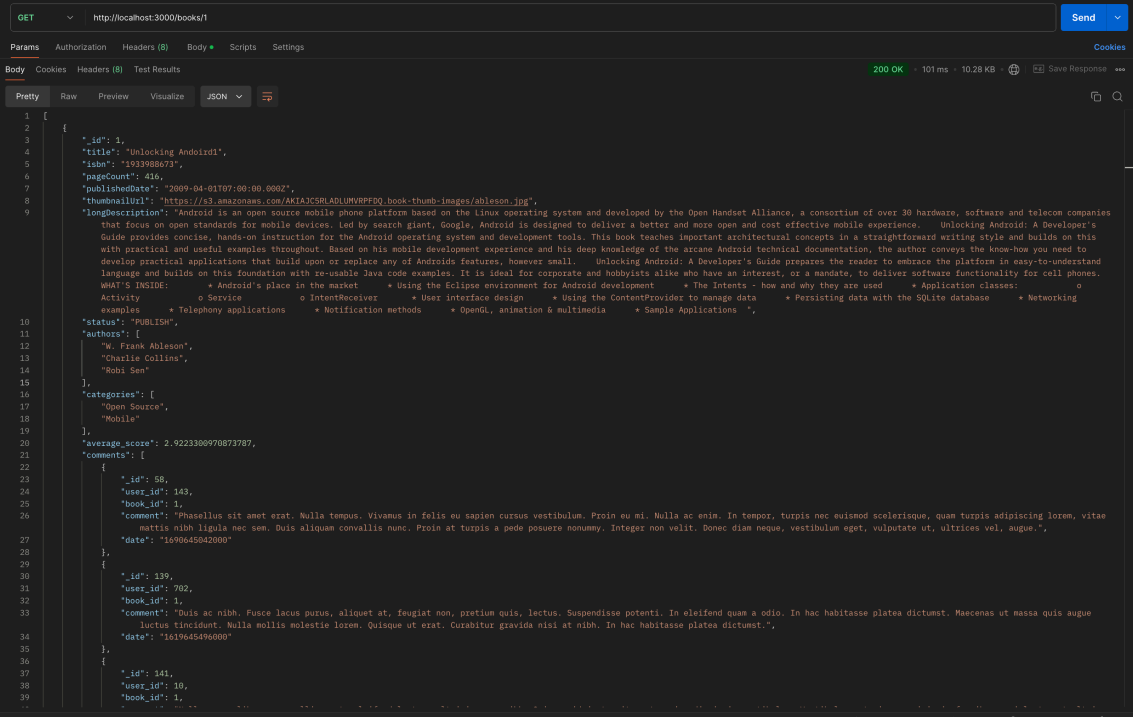 GET http://localhost:3000/books/1 Send
Params Authorization Headers (8) Body Scripts Settings Cookies
Body Cookies Headers (8) Test Results 200 OK 101 ms 10.28 KB Save Response
Pretty Raw Preview Visualize JSON
1 [
2 {
3 "_id": 1,
4 "title": "Unlocking Andoird1",
5 "isbn": "1933988673",
6 "pageCount": 416,
7 "publishedDate": "2009-04-01T07:00:00.000Z",
8 "thumbnailUrl": "https://s3.amazonaws.com/AKIAJC5RLADLUMVRPFDQ.book-thumb-images/ableson.jpg",
9 "longDescription": "Android is an open source mobile phone platform based on the Linux operating system and developed by the Open Handset Alliance, a consortium of over 30 hardware, software and telecom companies
that focus on open standards for mobile devices. Led by search giant, Google, Android is designed to deliver a better and more open and cost effective mobile experience. Unlocking Android: A Developer's
Guide provides concise, hands-on instruction for the Android operating system and development tools. This book teaches important architectural concepts in a straightforward writing style and builds on this
with practical and useful examples throughout. Based on his mobile development experience and his deep knowledge of the arcane Android technical documentation, the author conveys the know-how you need to
develop practical applications that build upon or replace any of Androids features, however small. Unlocking Android: A Developer's Guide prepares the reader to embrace the platform in easy-to-understand
language and builds on this foundation with re-usable Java code examples. It is ideal for corporate and hobbyists alike who have an interest, or a mandate, to deliver software functionality for cell phones.
WHAT'S INSIDE: * Android's place in the market * Using the Eclipse environment for Android development * The Intents - how and why they are used * Application classes: o
Activity o Service o IntentReceiver * User interface design * Using the ContentProvider to manage data * Persisting data with the SQLite database * Networking
examples * Telephony applications * Notification methods * OpenGL, animation & multimedia * Sample Applications ",
10 "status": "PUBLISH",
11 "authors": [
12 "W. Frank Ableson",
13 "Charlie Collins",
14 "Robi Sen"
15 ],
16 "categories": [
17 "Open Source",
18 "Mobile"
19 ],
20 "average_score": 2.9223300970873787,
21 "comments": [
22 {
23 "_id": 58,
24 "user_id": 143,
25 "book_id": 1,
26 "comment": "Phasellus sit amet erat. Nulla tempus. Vivamus in felis eu sapien cursus vestibulum. Proin eu mi. Nulla ac enim. In tempor, turpis nec euismod scelerisque, quam turpis adipiscing lorem, vitae
mattis nibh ligula nec sem. Duis aliquam convallis nunc. Proin at turpis a pede posuere nonummy. Integer non velit. Donec diam neque, vestibulum eget, vulputate ut, ultrices vel, augue.",
27 "date": "1690645042000"
28 },
29 {
30 "_id": 139,
31 "user_id": 702,
32 "book_id": 1,
33 "comment": "Duis ac nibh. Fusce lacus purus, aliquet at, feugiat non, pretium quis, lectus. Suspendisse potenti. In eleifend quam a odio. In hac habitasse platea dictumst. Maecenas ut massa quis augue
luctus tincidunt. Nulla mollis molestie lorem. Quisque ut erat. Curabitur gravida nisi at nibh. In hac habitasse platea dictumst.",
34 "date": "1619645496000"
35 },
36 {
37 "_id": 141,
38 "user_id": 10,
39 "book_id": 1,